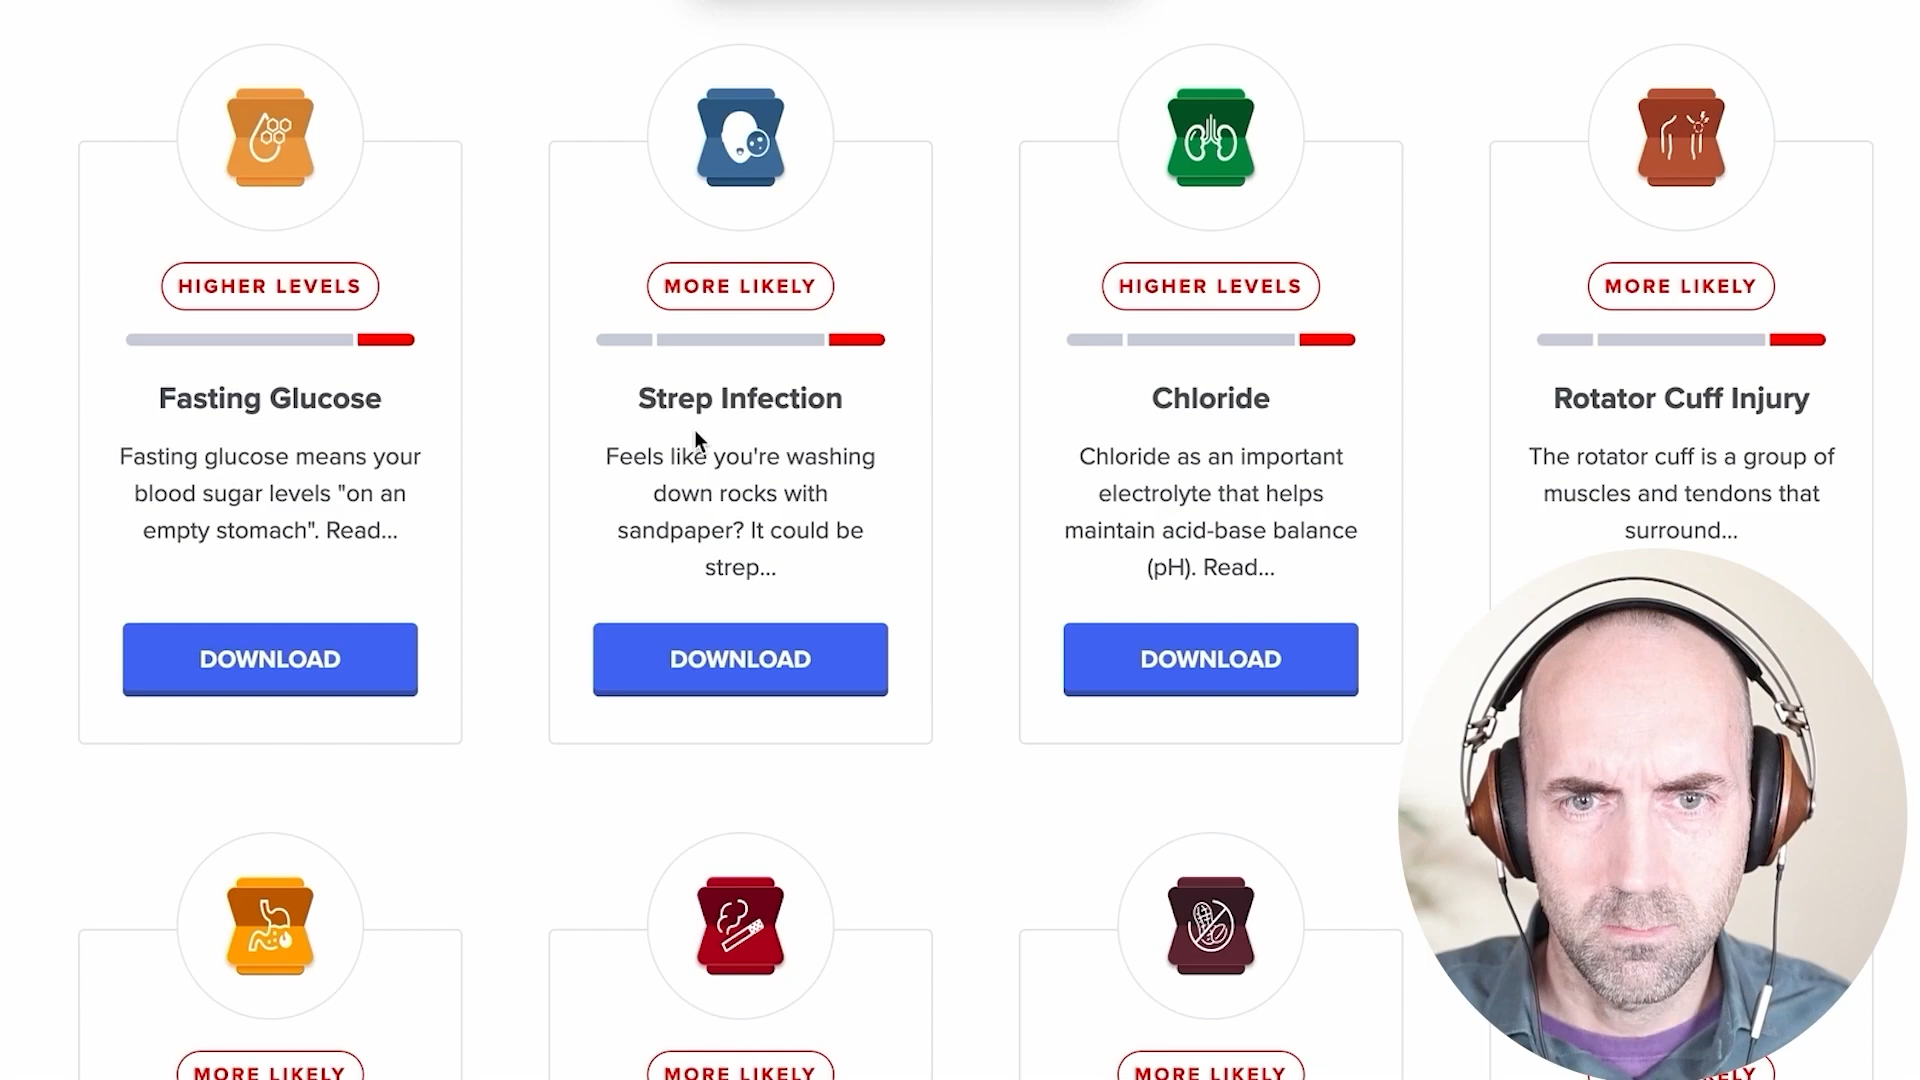 HIGHER LEVELS
Fasting Glucose
Fasting glucose means your
blood sugar levels "on an
empty stomach". Read...
DOWNLOAD
MORE LIKELY
Strep Infection
Feels like you're washing
down rocks with
sandpaper? It could be
strep...
DOWNLOAD
HIGHER LEVELS
Chloride
Chloride as an important
electrolyte that helps
maintain acid-base balance
(pH). Read...
DOWNLOAD
MORE LIKELY
Rotator Cuff Injury
The rotator cuff is a group of
muscles and tendons that
surround...
MORE LIKELY
MORE LIKELY
MORE LIKELY